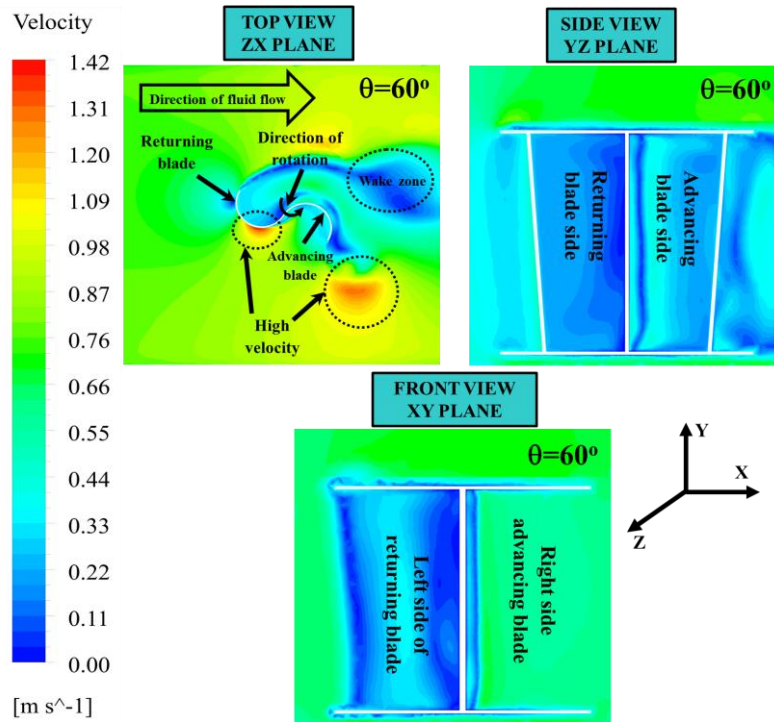 Velocity
1.42
1.31
1.20
1.09
0.98
0.87
0.76
0.66
0.55
0.44
0.33
0.22
0.11
0.00
[m s^-1]
TOP VIEW
ZX PLANE
Direction of fluid flow
θ=60°
Returning
blade
Direction of
rotation
Wake zone
Advancing
blade
High
velocity
SIDE VIEW
YZ PLANE
θ=60°
Returning
blade side
Advancing
blade side
FRONT VIEW
XY PLANE
θ=60°
Left side of
returning blade
Right side
advancing blade
Y
X
Z